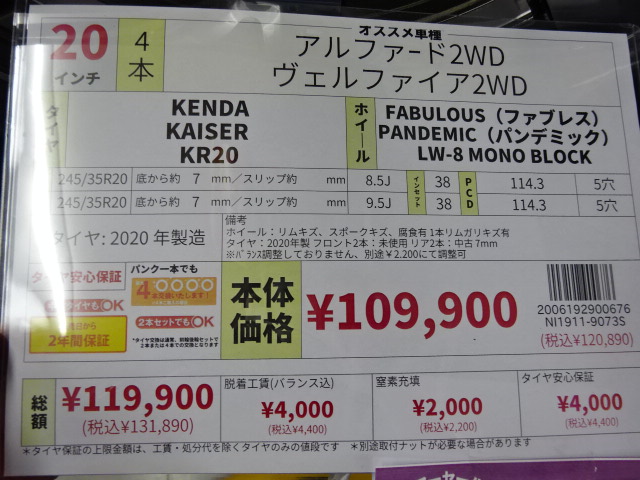 オススメ車種
20
インチ
4
本
アルファード2WD
ヴェルファイア2WD
タイヤ
KENDA
KAISER
KR20
ホイール
FABULOUS（ファブレス）
PANDEMIC（パンデミック）
LW-8 MONO BLOCK
245/35R20 底から約 7 mm／スリップ約 mm 8.5J インセット 38 PCD 114.3 5穴
245/35R20 底から約 7 mm／スリップ約 mm 9.5J 38 114.3 5穴
タイヤ: 2020 年製造
備考
ホイール：リムキズ、スポークキズ、腐食有 1本リムガリキズ有
タイヤ：2020年製 フロント2本：未使用 リア2本：中古 7mm
※ﾊﾞﾗﾝｽ調整しておりません、別途￥2,200にて調整可
タイヤ安心保証
パンク一本でも
2本セットでもOK
2年間保証
本体
価格
¥109,900
2006192900676
NI1911-9073S
(税込¥120,890)
総額
¥119,900
(税込¥131,890)
脱着工賃(バランス込)
¥4,000
(税込¥4,400)
窒素充填
¥2,000
(税込¥2,200)
タイヤ安心保証
¥4,000
(税込¥4,400)
＊タイヤ保証の上限金額は、工賃・処分代を除くタイヤのみの値段です ＊別途取付ナットが必要な場合があります